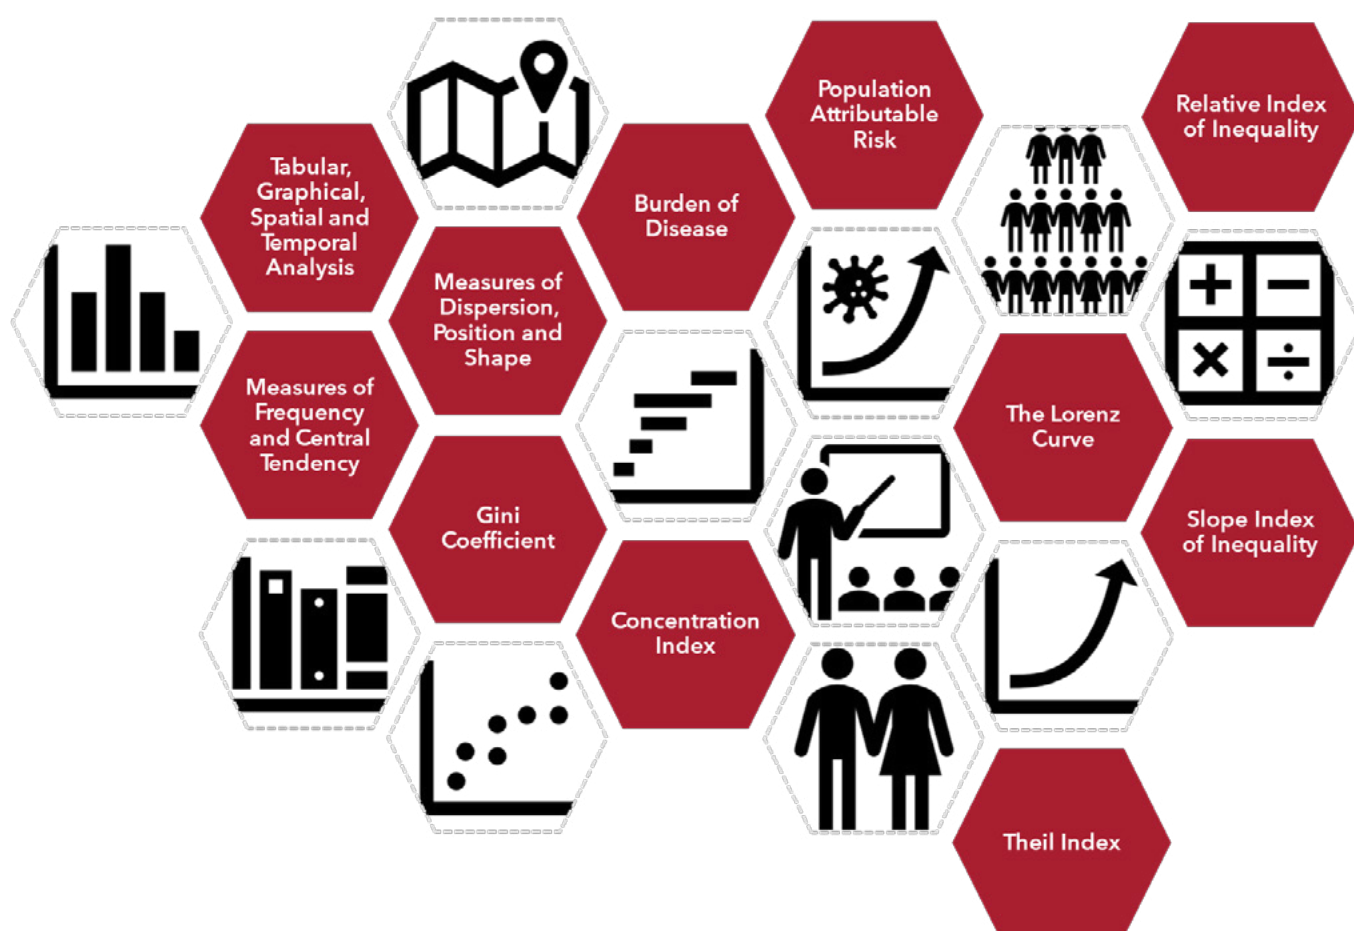 Population
Attributable
Risk
Relative Index
of Inequality
Tabular,
Graphical,
Spatial and
Temporal
Analysis
Burden of
Disease
Measures of
Dispersion,
Position and
Shape
Measures of
Frequency
and Central
Tendency
The Lorenz
Curve
Gini
Coefficient
Slope Index
of Inequality
Concentration
Index
Theil Index